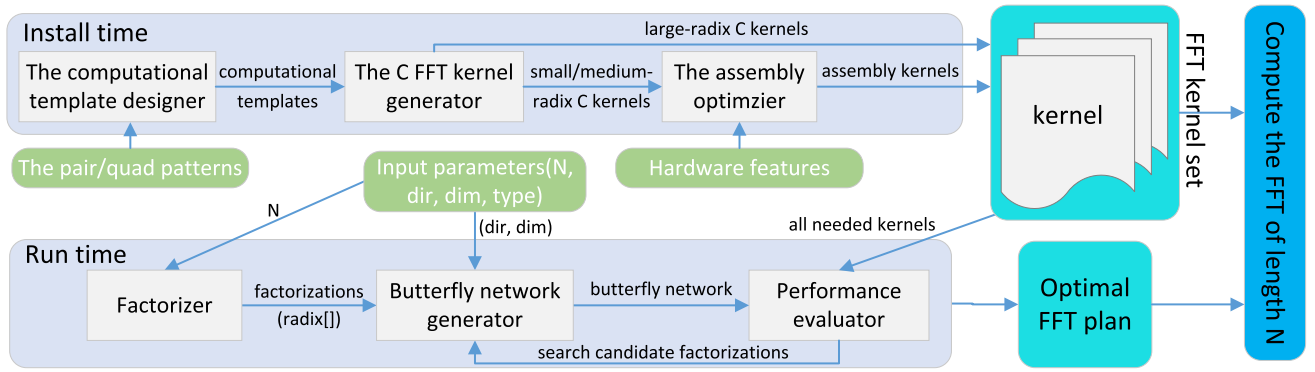 Install time
large-radix C kernels
The computational
template designer
computational
templates
The C FFT kernel
generator
small/medium-
radix C kernels
The assembly
optimzier
assembly kernels
kernel
FFT kernel set
Compute the FFT of length N
The pair/quad patterns
Input parameters(N,
dir, dim, type)
Hardware features
N
(dir, dim)
all needed kernels
Run time
Factorizer
factorizations
(radix[])
Butterfly network
generator
butterfly network
Performance
evaluator
search candidate factorizations
Optimal
FFT plan